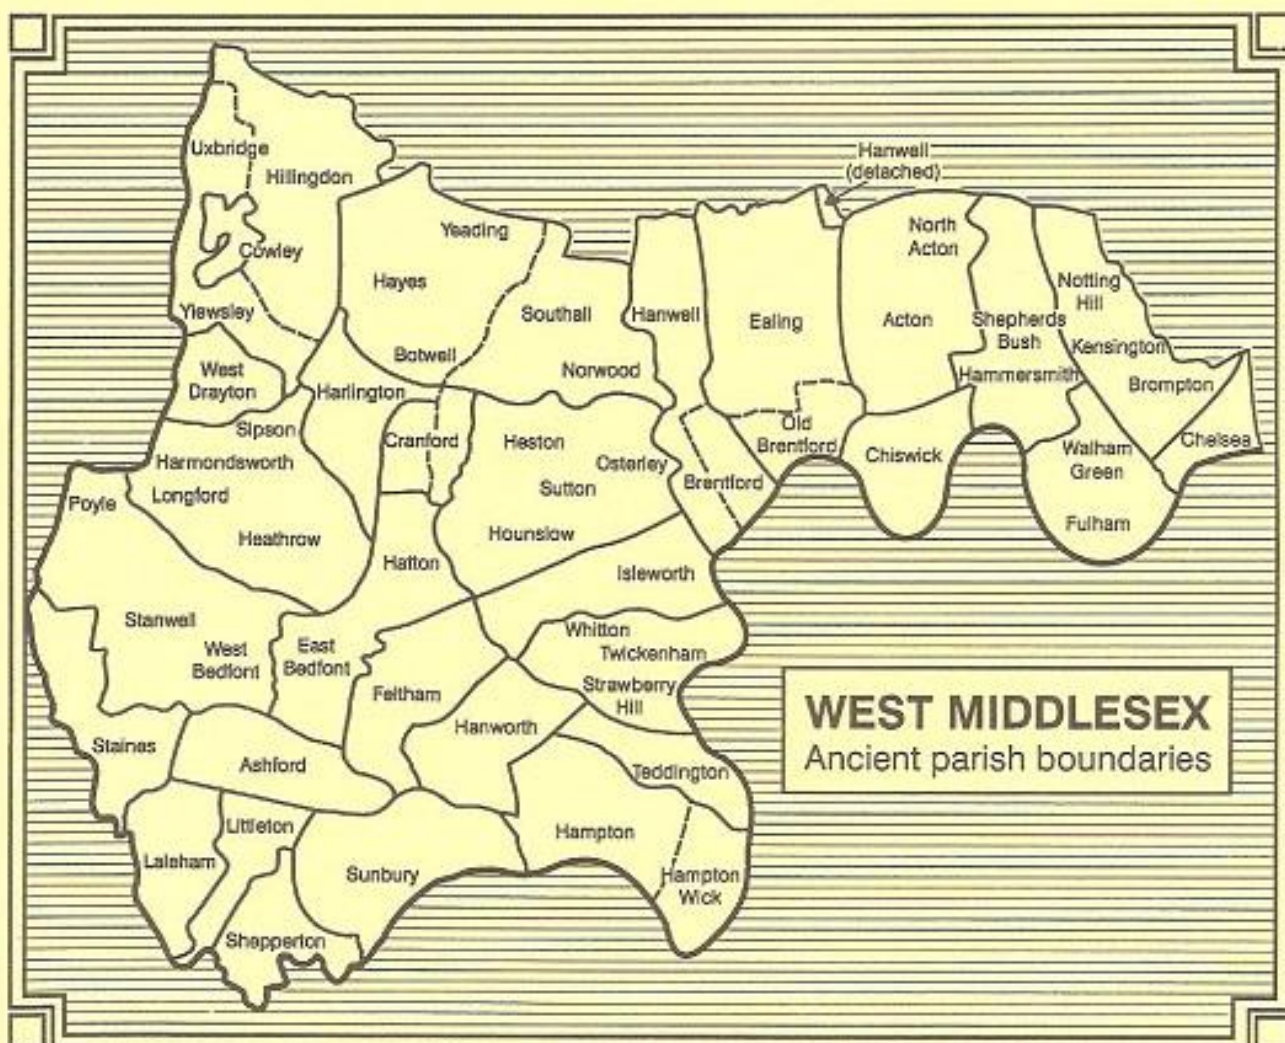 Hanwell
(detached)
Uxbridge
Hillingdon
Cowley
Yeading
North
Acton
Hayes
Notting
Hill
Yiewsley
Southall
Hanwell
Ealing
Acton
Shepherds
Bush
Kensington
Botwell
West
Drayton
Norwood
Hammersmith
Brompton
Harlington
Sipson
Cranford
Heston
Old
Brentford
Chelsea
Harmondsworth
Osterley
Chiswick
Walham
Green
Longford
Sutton
Brentford
Poyle
Fulham
Heathrow
Hounslow
Hatton
Isleworth
Stanwell
West
Bedfont
East
Bedfont
Whitton
Twickenham
Feltham
Strawberry
Hill
Hanworth
WEST MIDDLESEX
Ancient parish boundaries
Staines
Ashford
Teddington
Littleton
Hampton
Laleham
Sunbury
Hampton
Wick
Shepperton